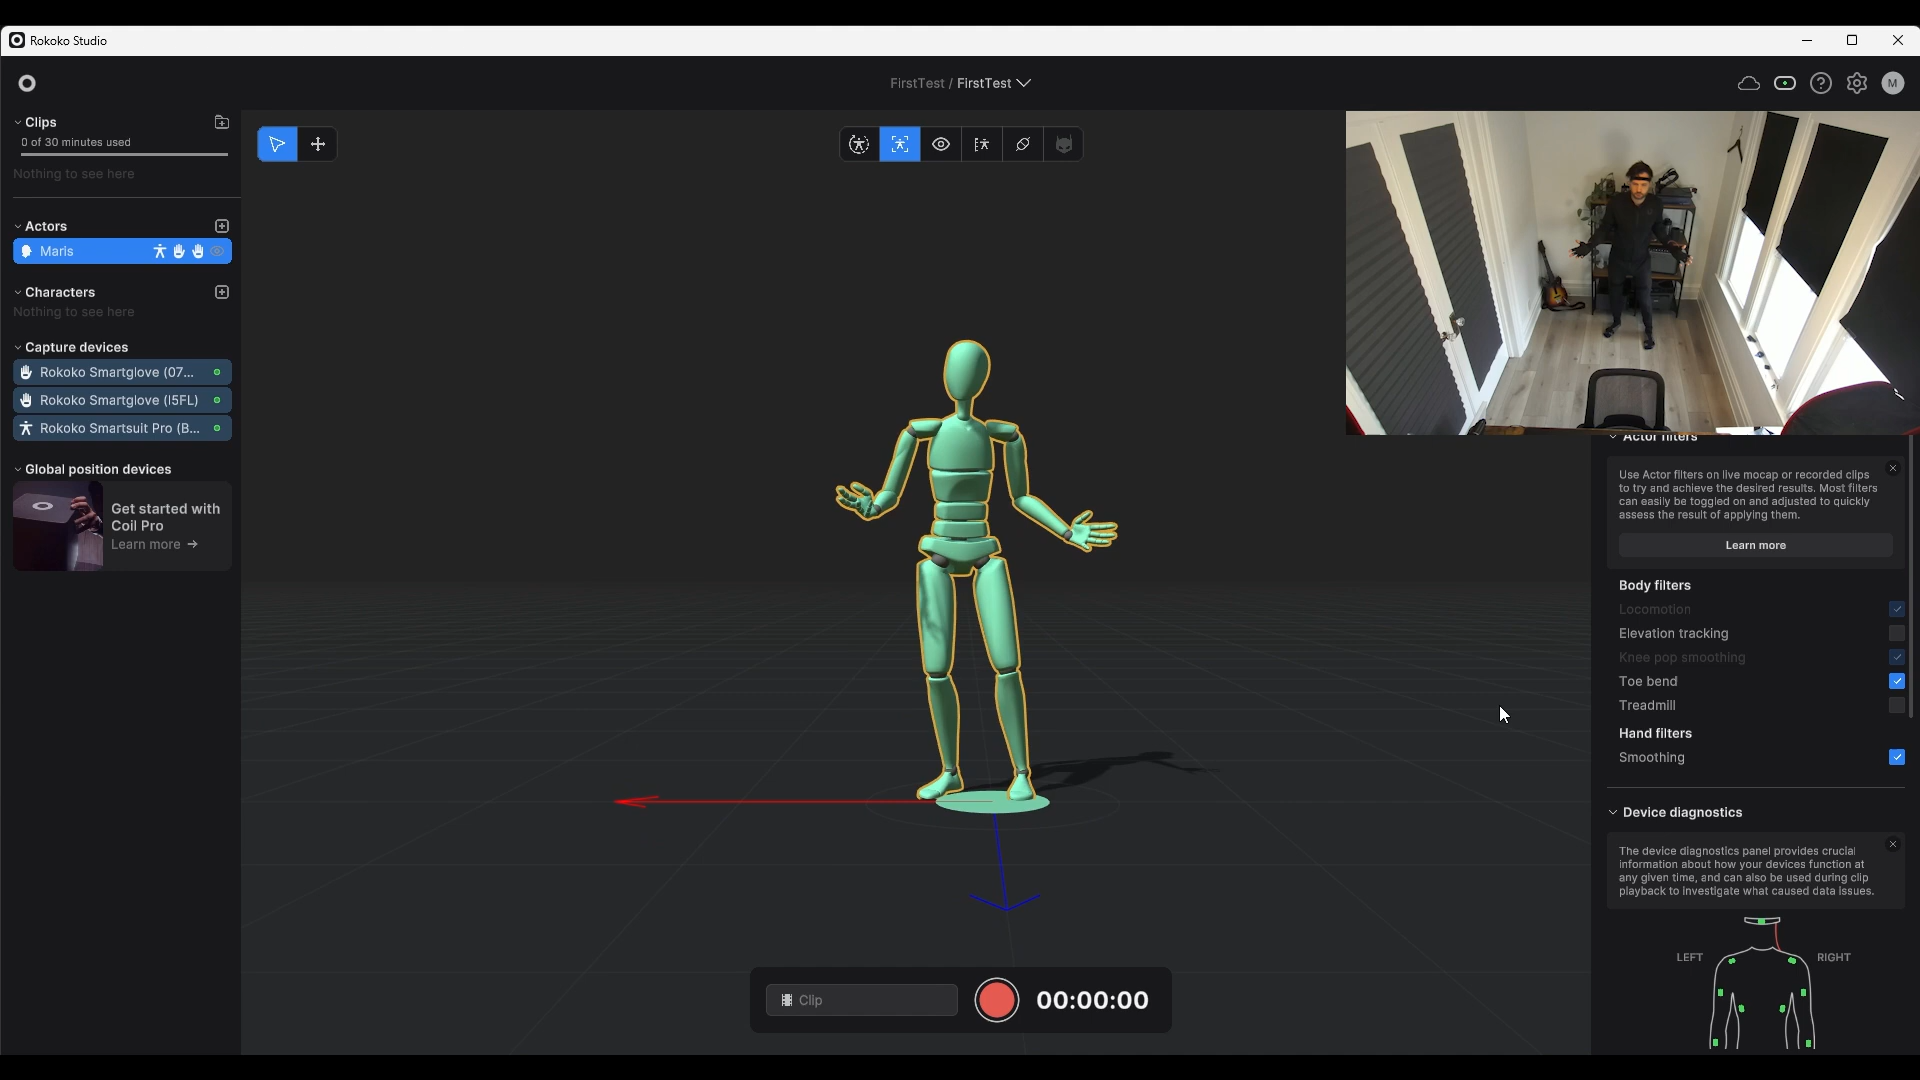 Rokoko Studio
FirstTest / FirstTest
M
Clips
0 of 30 minutes used
Nothing to see here
Actors
Maris
Characters
Nothing to see here
Capture devices
Rokoko Smartglove (07...
Rokoko Smartglove (I5FL)
Rokoko Smartsuit Pro (B...
Global position devices
Get started with
Coil Pro
Learn more →
Clip
00:00:00
Actor filters
Use Actor filters on live mocap or recorded clips
to try and achieve the desired results. Most filters
can easily be toggled on and adjusted to quickly
assess the result of applying them.
Learn more
Body filters
Locomotion
Elevation tracking
Knee pop smoothing
Toe bend
Treadmill
Hand filters
Smoothing
Device diagnostics
The device diagnostics panel provides crucial
information about how your devices function at
any given time, and can also be used during clip
playback to investigate what caused data issues.
LEFT
RIGHT